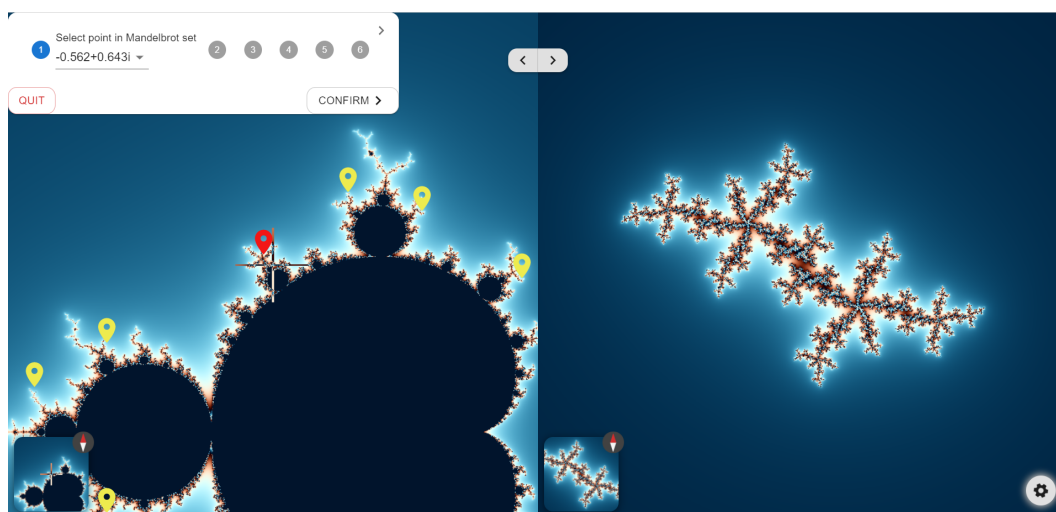 Select point in Mandelbrot set
1
-0.562+0.643i
2
3
4
5
6
QUIT
CONFIRM